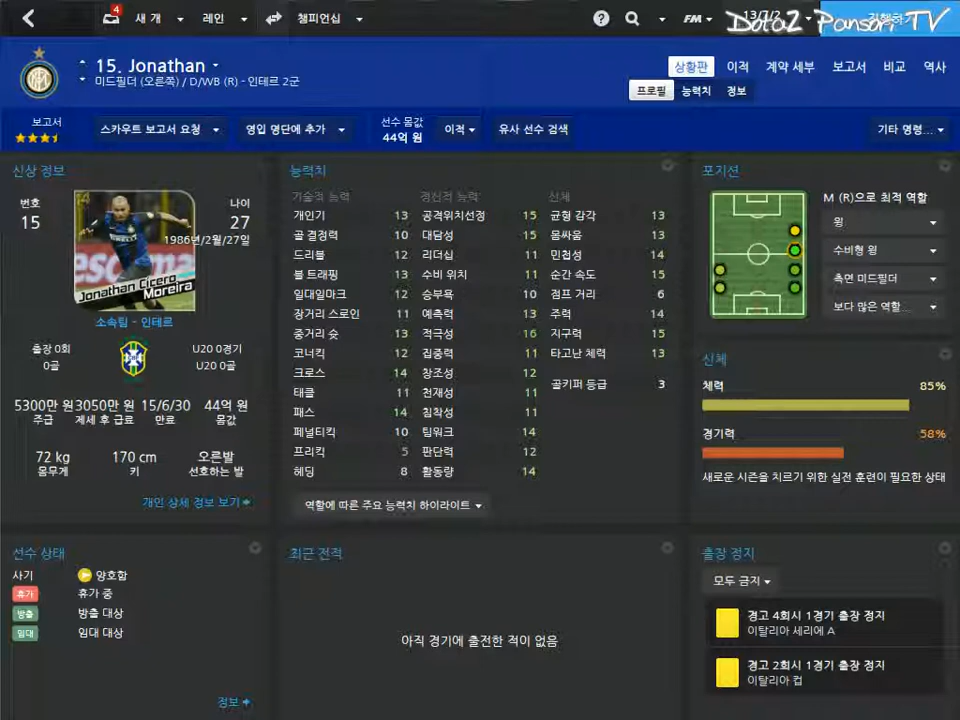 4
새 개
레인
챔피언십
FM
13/7/2
Dota2 Pansori TV
15. Jonathan
미드필더 (오른쪽) / D/WB (R) - 인테르 2군
상황판
이적
계약 세부
보고서
비교
역사
프로필
능력치
정보
보고서
스카우트 보고서 요청
영입 명단에 추가
선수 몸값
44억 원
이적
유사 선수 검색
기타 명령...
신상 정보
번호
15
나이
27
1986년/2월/27일
Jonathan Cícero
Moreira
소속팀 - 인테르
출장 0회
0골
U20 0경기
U20 0골
5300만 원
주급
3050만 원
제세 후 급료
15/6/30
만료
44억 원
몸값
72 kg
몸무게
170 cm
키
오른발
선호하는 발
개인 상세 정보 보기
능력치
기술적 능력 정신적 능력 신체
개인기 13 공격위치선정 15 균형 감각 13
골 결정력 10 대담성 15 몸싸움 13
드리블 12 리더십 11 민첩성 14
볼 트래핑 13 수비 위치 11 순간 속도 15
일대일마크 12 승부욕 10 점프 거리 6
장거리 스로인 11 예측력 13 주력 14
중거리 슛 13 적극성 16 지구력 15
코너킥 12 집중력 11 타고난 체력 13
크로스 14 창조성 12
골키퍼 등급 3
태클 11 천재성 11
패스 14 침착성 11
페널티킥 10 팀워크 14
프리킥 5 판단력 12
헤딩 8 활동량 14
역할에 따른 주요 능력치 하이라이트
포지션
M (R)으로 최적 역할
윙
수비형 윙
측면 미드필더
보다 많은 역할...
신체
체력 85%
경기력 58%
새로운 시즌을 치르기 위한 실전 훈련이 필요한 상태
선수 상태
사기 양호함
휴가 휴가 중
방출 방출 대상
임대 임대 대상
정보
최근 전적
아직 경기에 출전한 적이 없음
출장 정지
모두 금지
경고 4회시 1경기 출장 정지
이탈리아 세리에 A
경고 2회시 1경기 출장 정지
이탈리아 컵